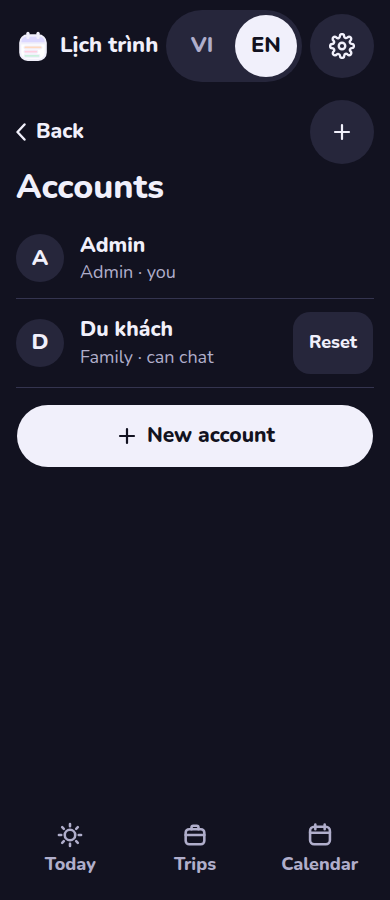 Lịch trình
VI
EN
Back
Accounts
A
Admin
Admin · you
D
Du khách
Family · can chat
Reset
New account
Today
Trips
Calendar